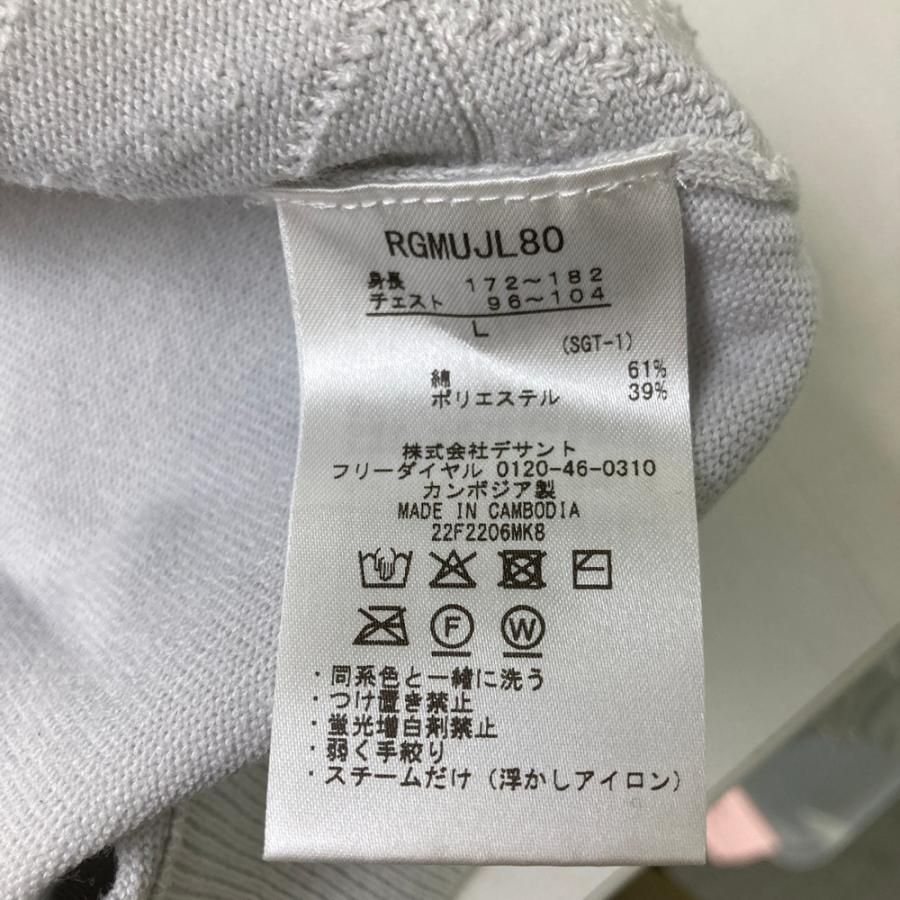 RGMUJL80
身長 172~182
チェスト 96~104
L
(SGT-1)
綿 61%
ポリエステル 39%
株式会社デサント
フリーダイヤル 0120-46-0310
カンボジア製
MADE IN CAMBODIA
22F2206MK8
F W
・同系色と一緒に洗う
・つけ置き禁止
・蛍光増白剤禁止
・弱く手絞り
・スチームだけ(浮かしアイロン)